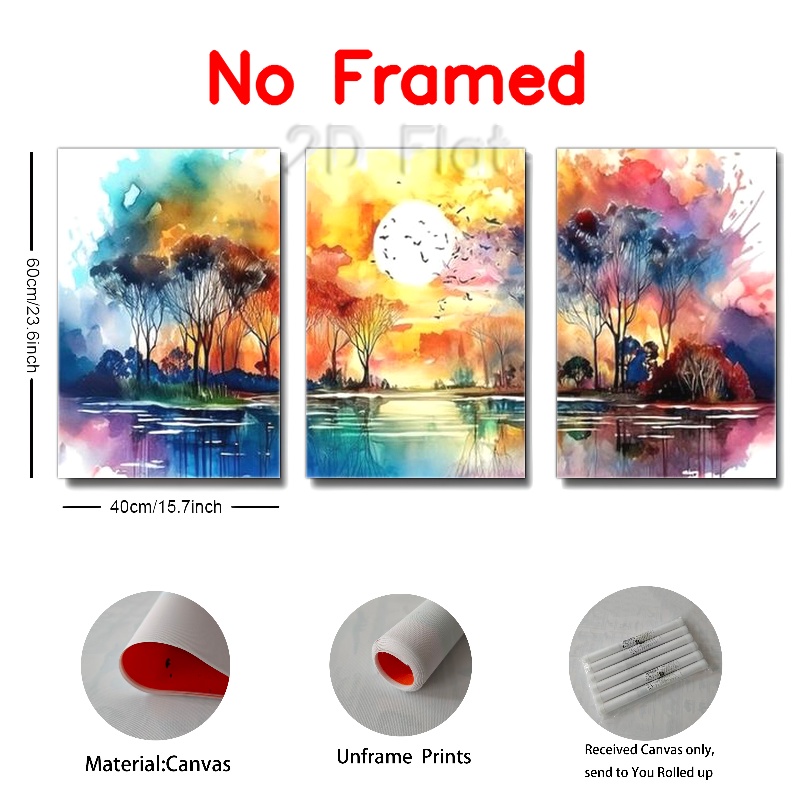 No Framed
2D Flat
60cm/23.6inch
40cm/15.7inch
Material:Canvas
Unframe Prints
Received Canvas only,
send to You Rolled up